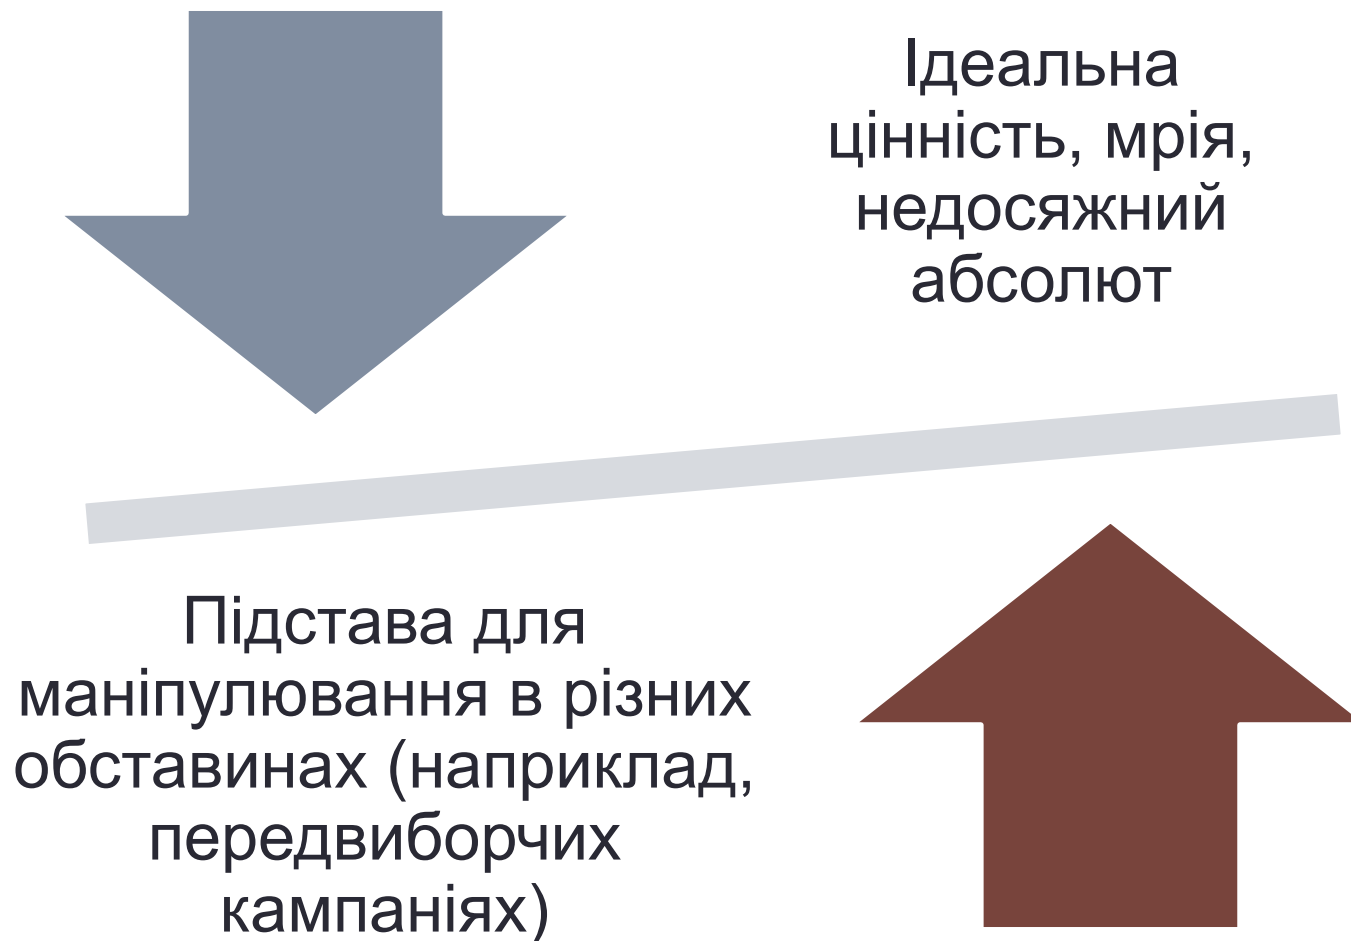 Ідеальна
цінність, мрія,
недосяжний
абсолют
Підстава для
маніпулювання в різних
обставинах (наприклад,
передвиборчих
кампаніях)